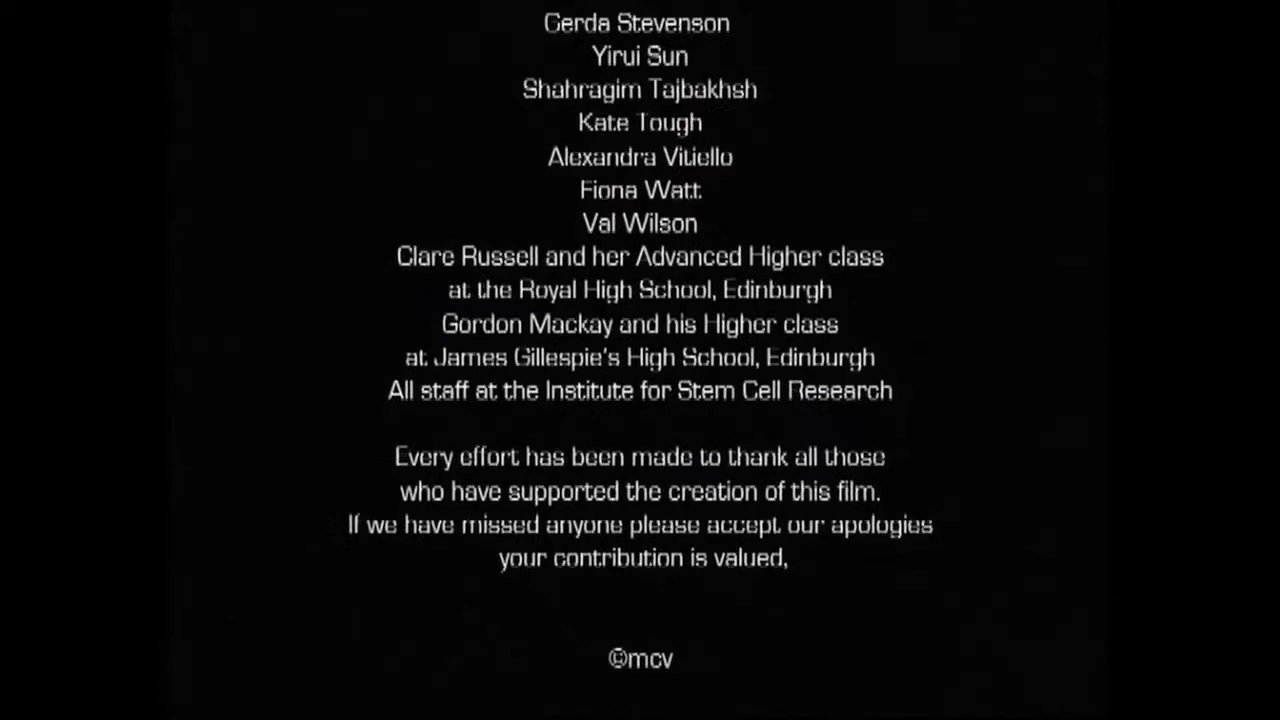 Gerda Stevenson
Yirui Sun
Shahragim Tajbakhsh
Kate Tough
Alexandra Vitiello
Fiona Watt
Val Wilson
Clare Russell and her Advanced Higher class
at the Royal High School, Edinburgh
Gordon Mackay and his Higher class
at James Gillespie's High School, Edinburgh
All staff at the Institute for Stem Cell Research
Every effort has been made to thank all those
who have supported the creation of this film.
If we have missed anyone please accept our apologies
your contribution is valued,
©mcv